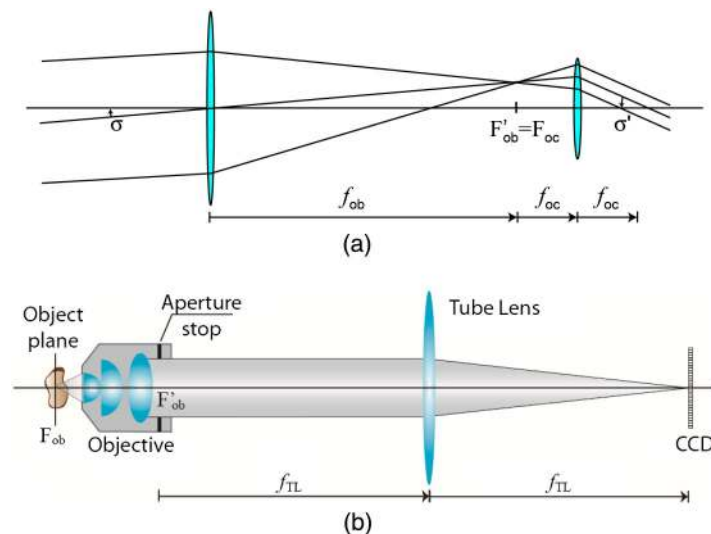 σ
F'ob=Foc
σ'
fob
foc
foc
(a)
Object
plane
Aperture
stop
Tube Lens
F'ob
Fob
Objective
CCD
fTL
fTL
(b)